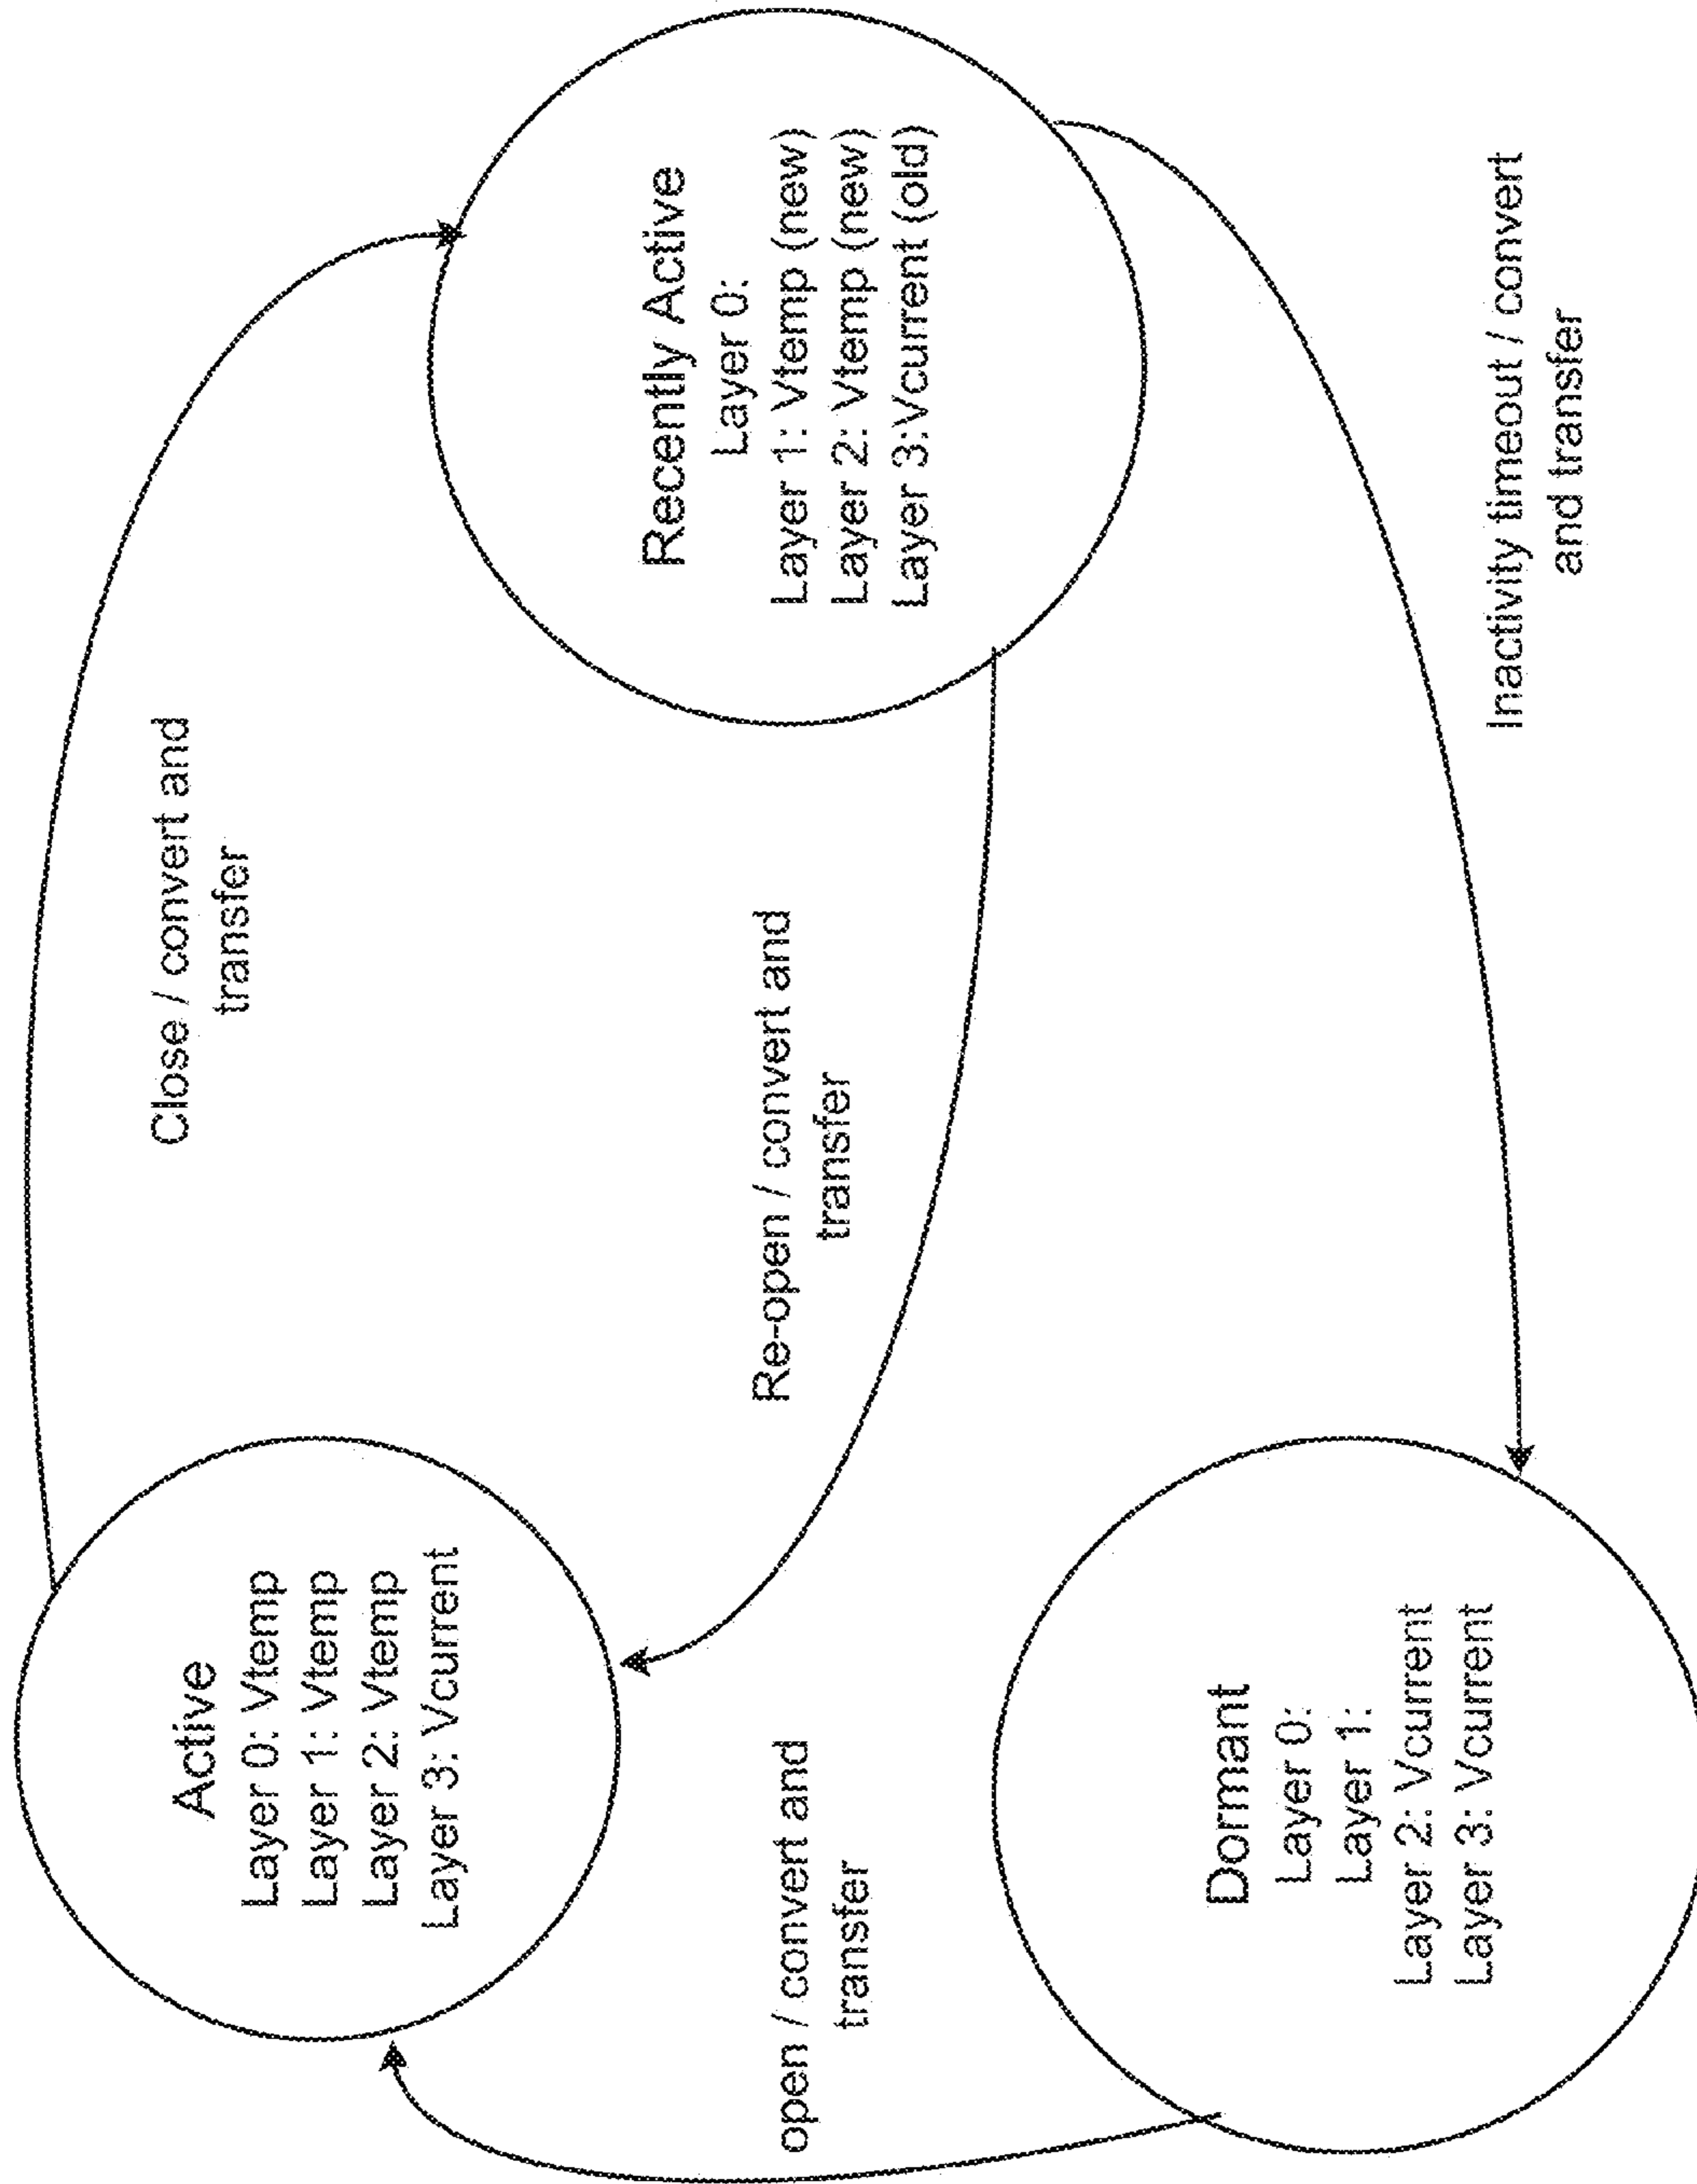 Active
Layer 0: Vtemp
Layer 1: Vtemp
Layer 2: Vtemp
Layer 3: Vcurrent
Close / convert and
transfer
Recently Active
Layer 0:
Layer 1: Vtemp (new)
Layer 2: Vtemp (new)
Layer 3:Vcurrent (old)
Re-open / convert and
transfer
open / convert and
transfer
Dormant
Layer 0:
Layer 1:
Layer 2: Vcurrent
Layer 3: Vcurrent
Inactivity timeout / convert
and transfer